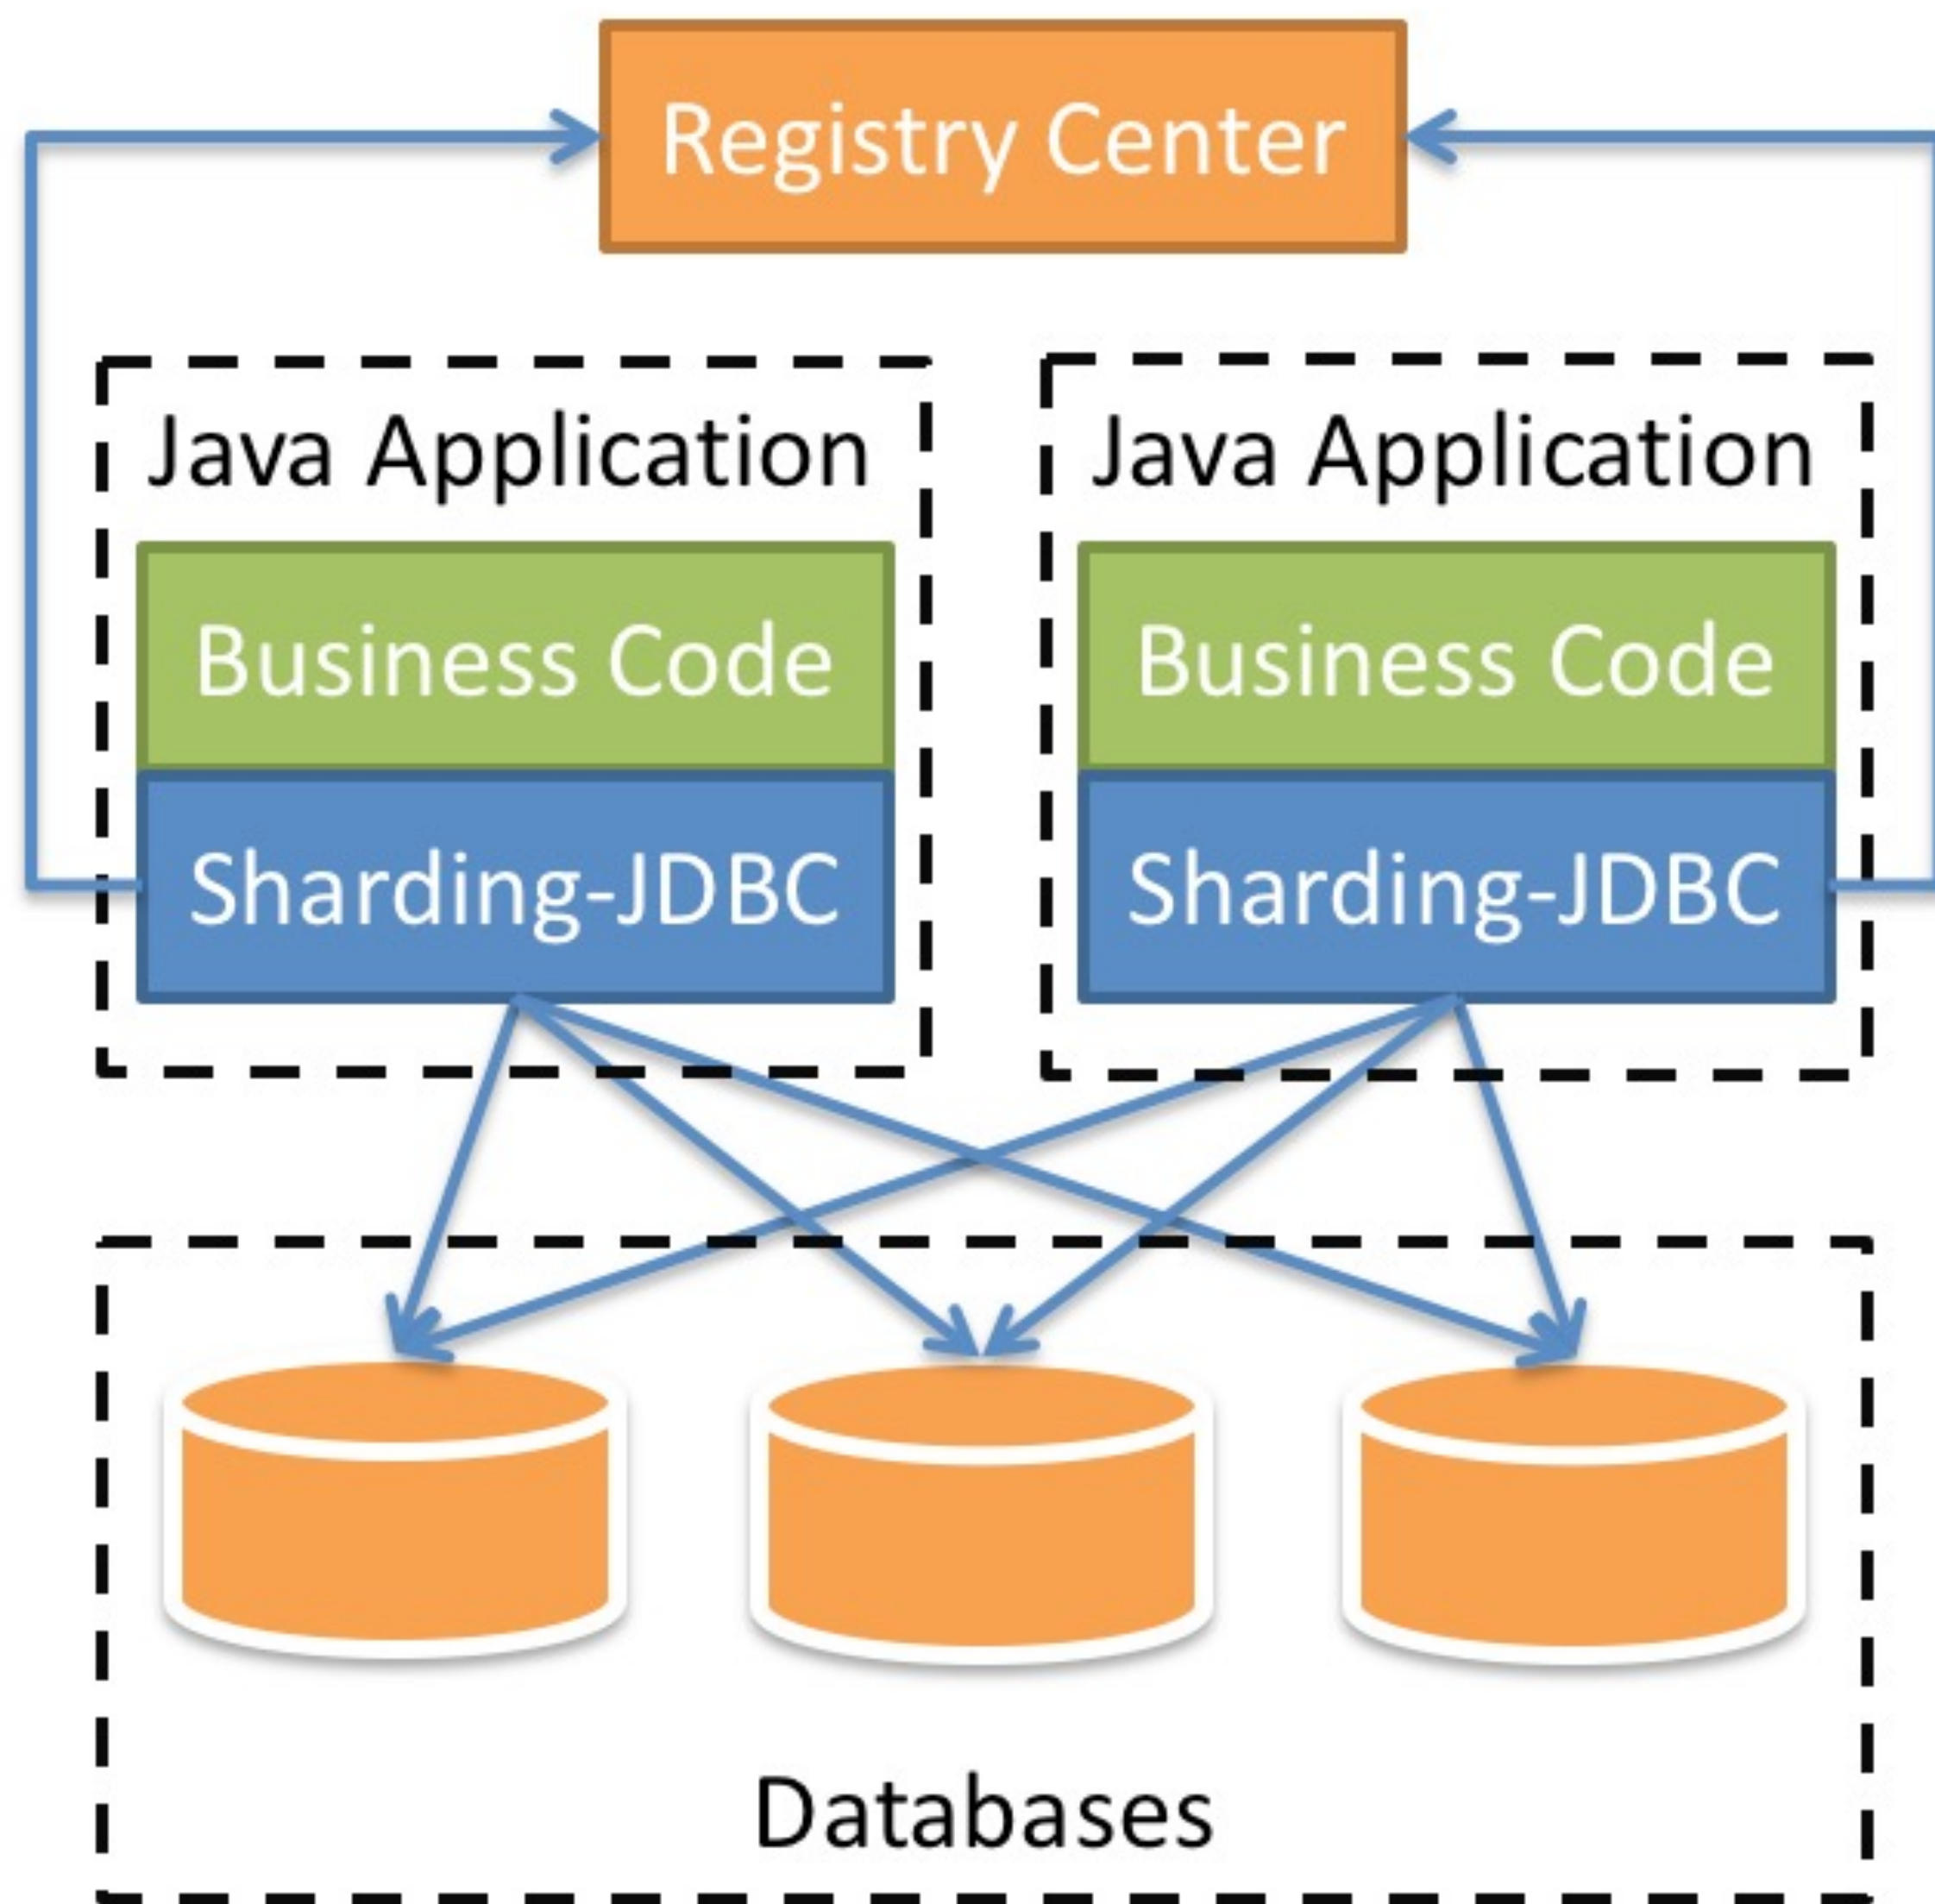 Registry Center
Java Application
Business Code
Sharding-JDBC
Java Application
Business Code
Sharding-JDBC
Databases